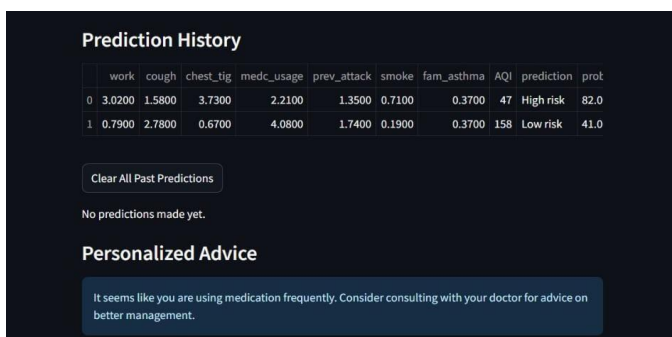 Prediction History
work cough chest_tig medc_usage prev_attack smoke fam_asthma AQI prediction prob
0 3.0200 1.5800 3.7300 2.2100 1.3500 0.7100 0.3700 47 High risk 82.0
1 0.7900 2.7800 0.6700 4.0800 1.7400 0.1900 0.3700 158 Low risk 41.0
Clear All Past Predictions
No predictions made yet.
Personalized Advice
It seems like you are using medication frequently. Consider consulting with your doctor for advice on
better management.